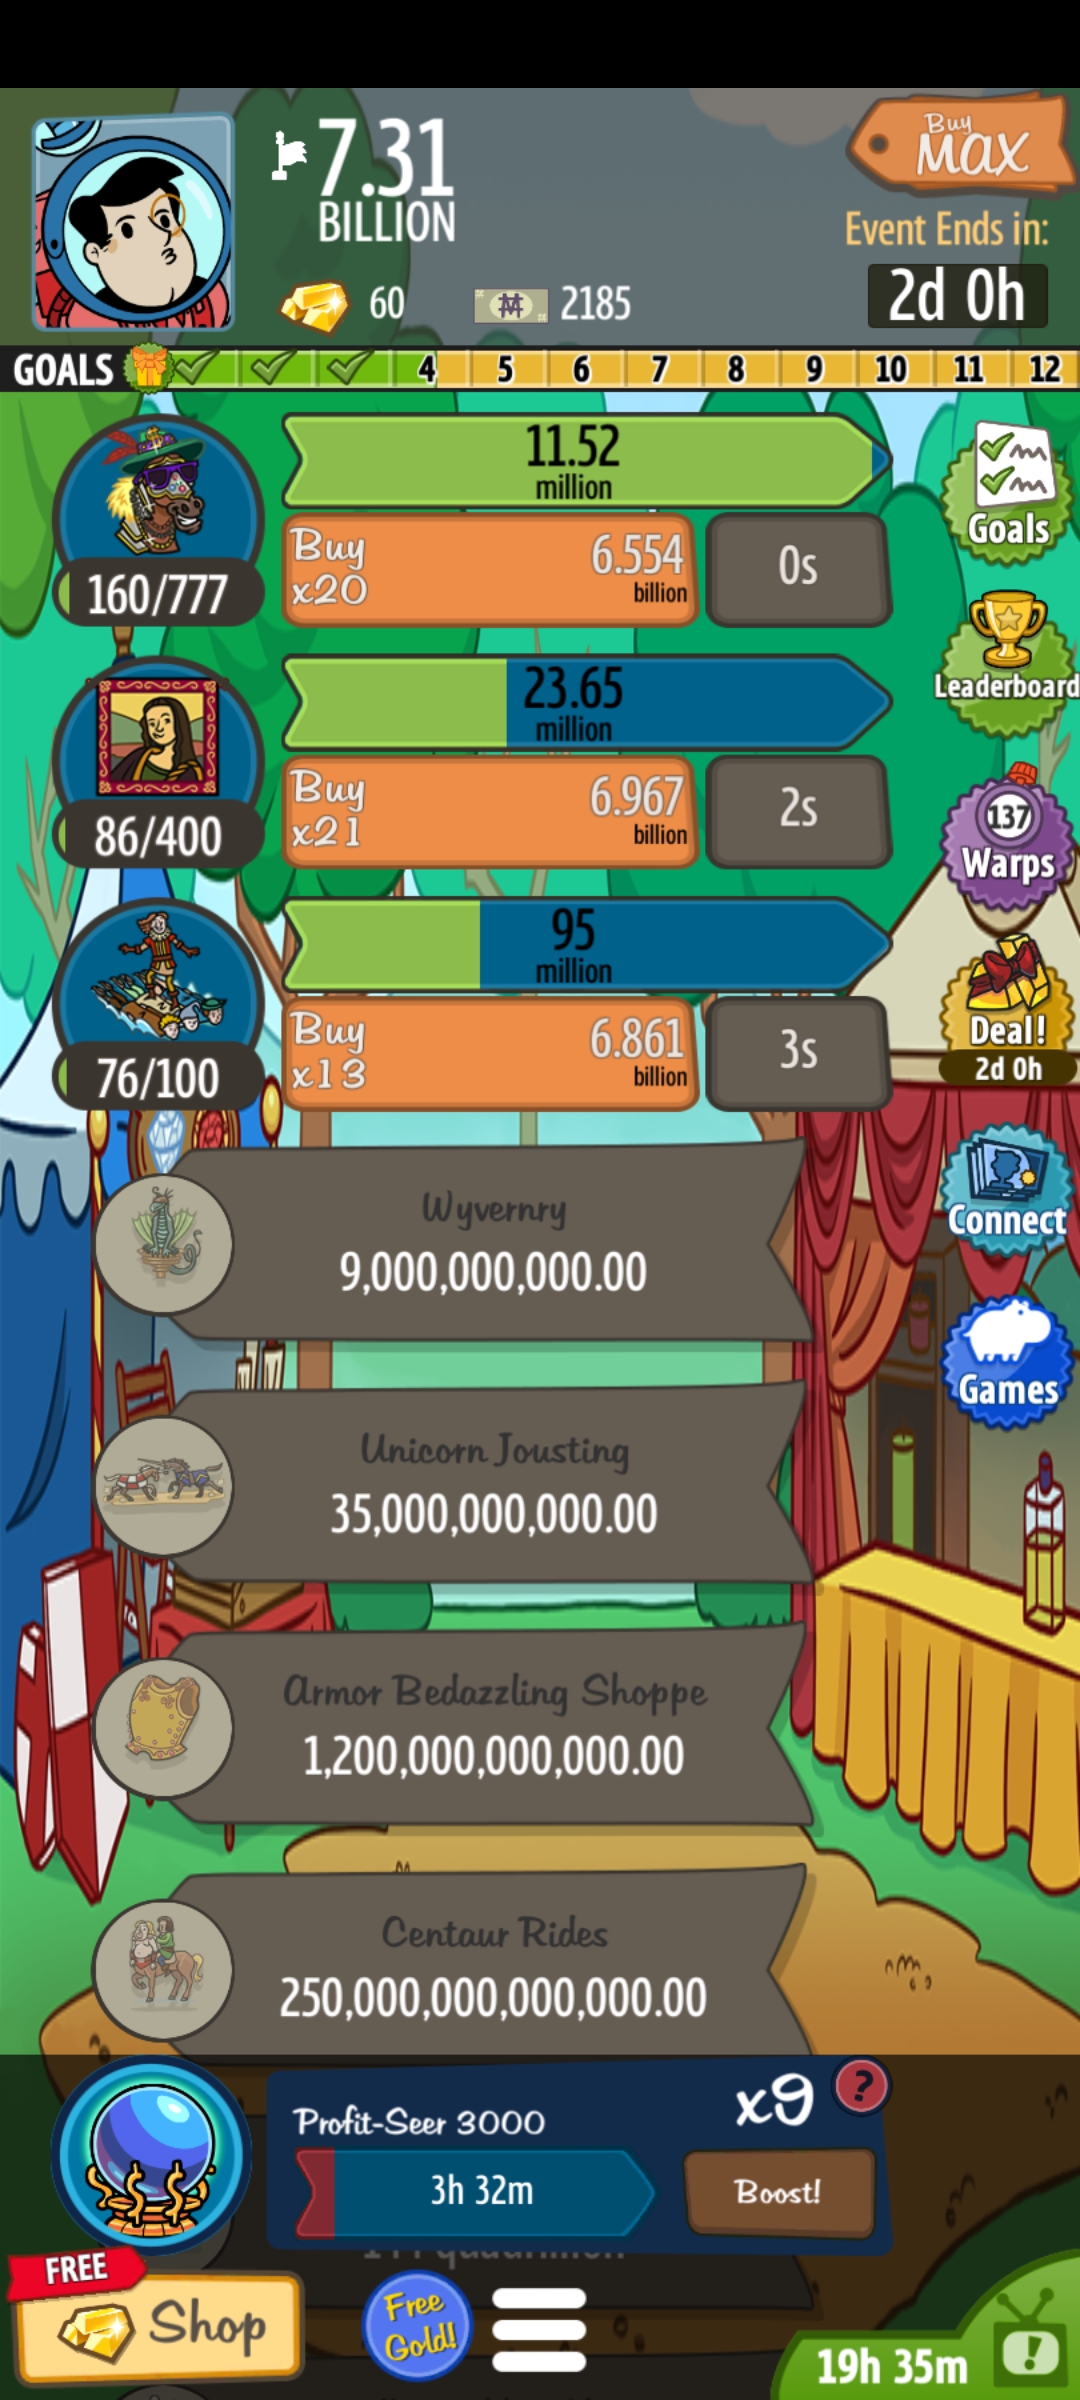 7.31
BILLION
Buy
MAX
Event Ends in:
2d 0h
60
2185
GOALS 4 5 6 7 8 9 10 11 12
11.52
million
Buy
x20
6.554
billion
0s
160/777
Goals
23.65
million
Leaderboard
Buy
x21
6.967
billion
2s
86/400
137
Warps
95
million
Buy
x13
6.861
billion
3s
76/100
Deal!
2d 0h
Wyvernry
9,000,000,000.00
Connect
Unicorn Jousting
35,000,000,000.00
Games
Armor Bedazzling Shoppe
1,200,000,000,000.00
Centaur Rides
250,000,000,000,000.00
Profit-Seer 3000
x9
?
3h 32m
Boost!
FREE
Shop
Free
Gold!
19h 35m
!